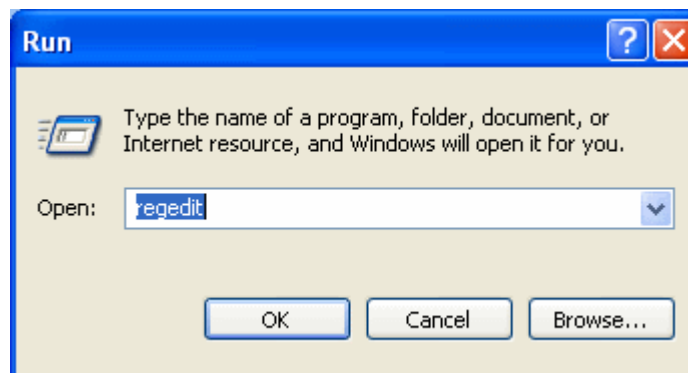 Run
?
Type the name of a program, folder, document, or
Internet resource, and Windows will open it for you.
Open: regedit
OK Cancel Browse...